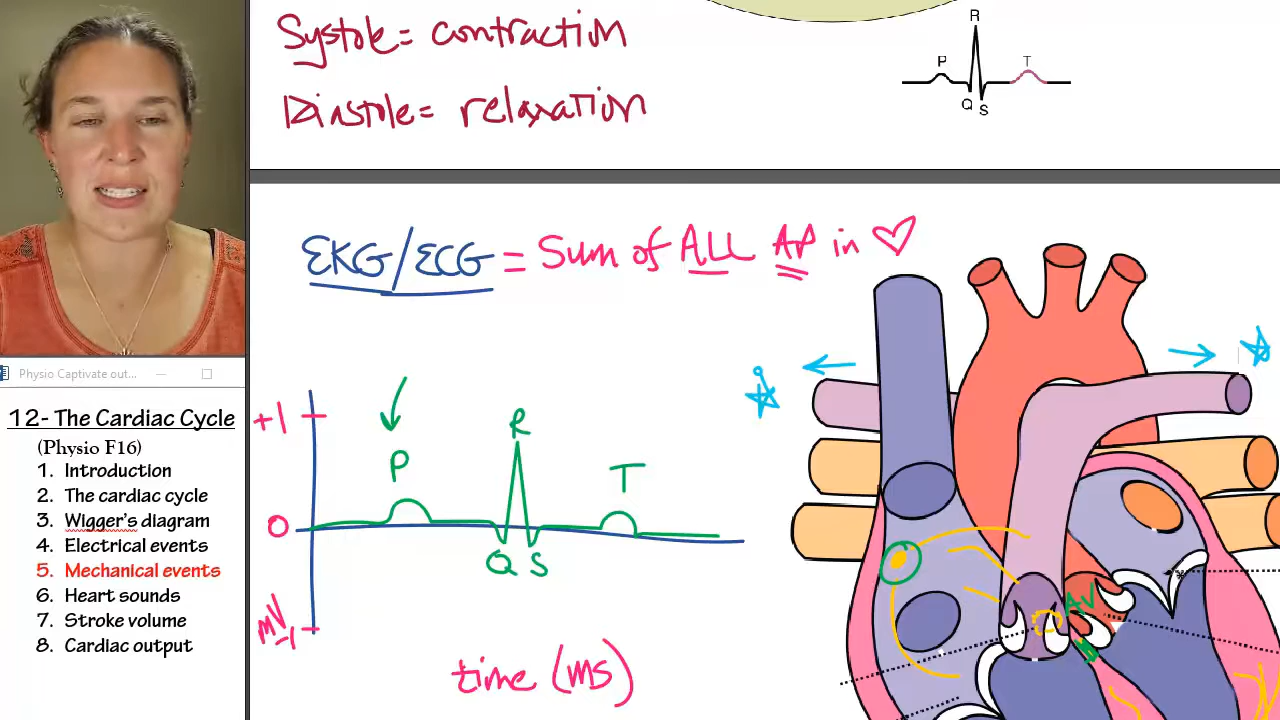 Systole = contraction
Diastole = relaxation
P
R
Q
S
T
EKG/ECG = Sum of ALL AP in ♡
+1
0
mV
-1
P
R
Q
S
T
time (ms)
AV
Physio Captivate out...
12- The Cardiac Cycle
(Physio F16)
1. Introduction
2. The cardiac cycle
3. Wigger's diagram
4. Electrical events
5. Mechanical events
6. Heart sounds
7. Stroke volume
8. Cardiac output